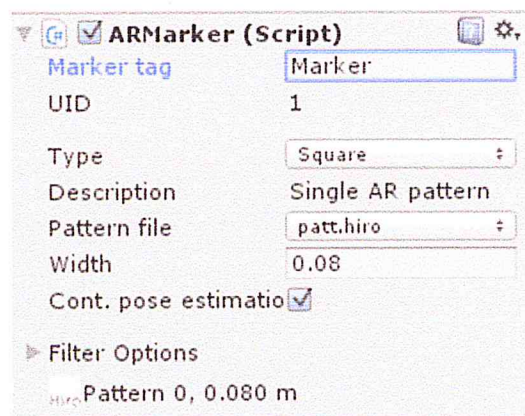 ARMarker (Script)
Marker tag Marker
UID 1
Type Square
Description Single AR pattern
Pattern file patt.hiro
Width 0.08
Cont. pose estimatio
Filter Options
Hiro Pattern 0, 0.080 m